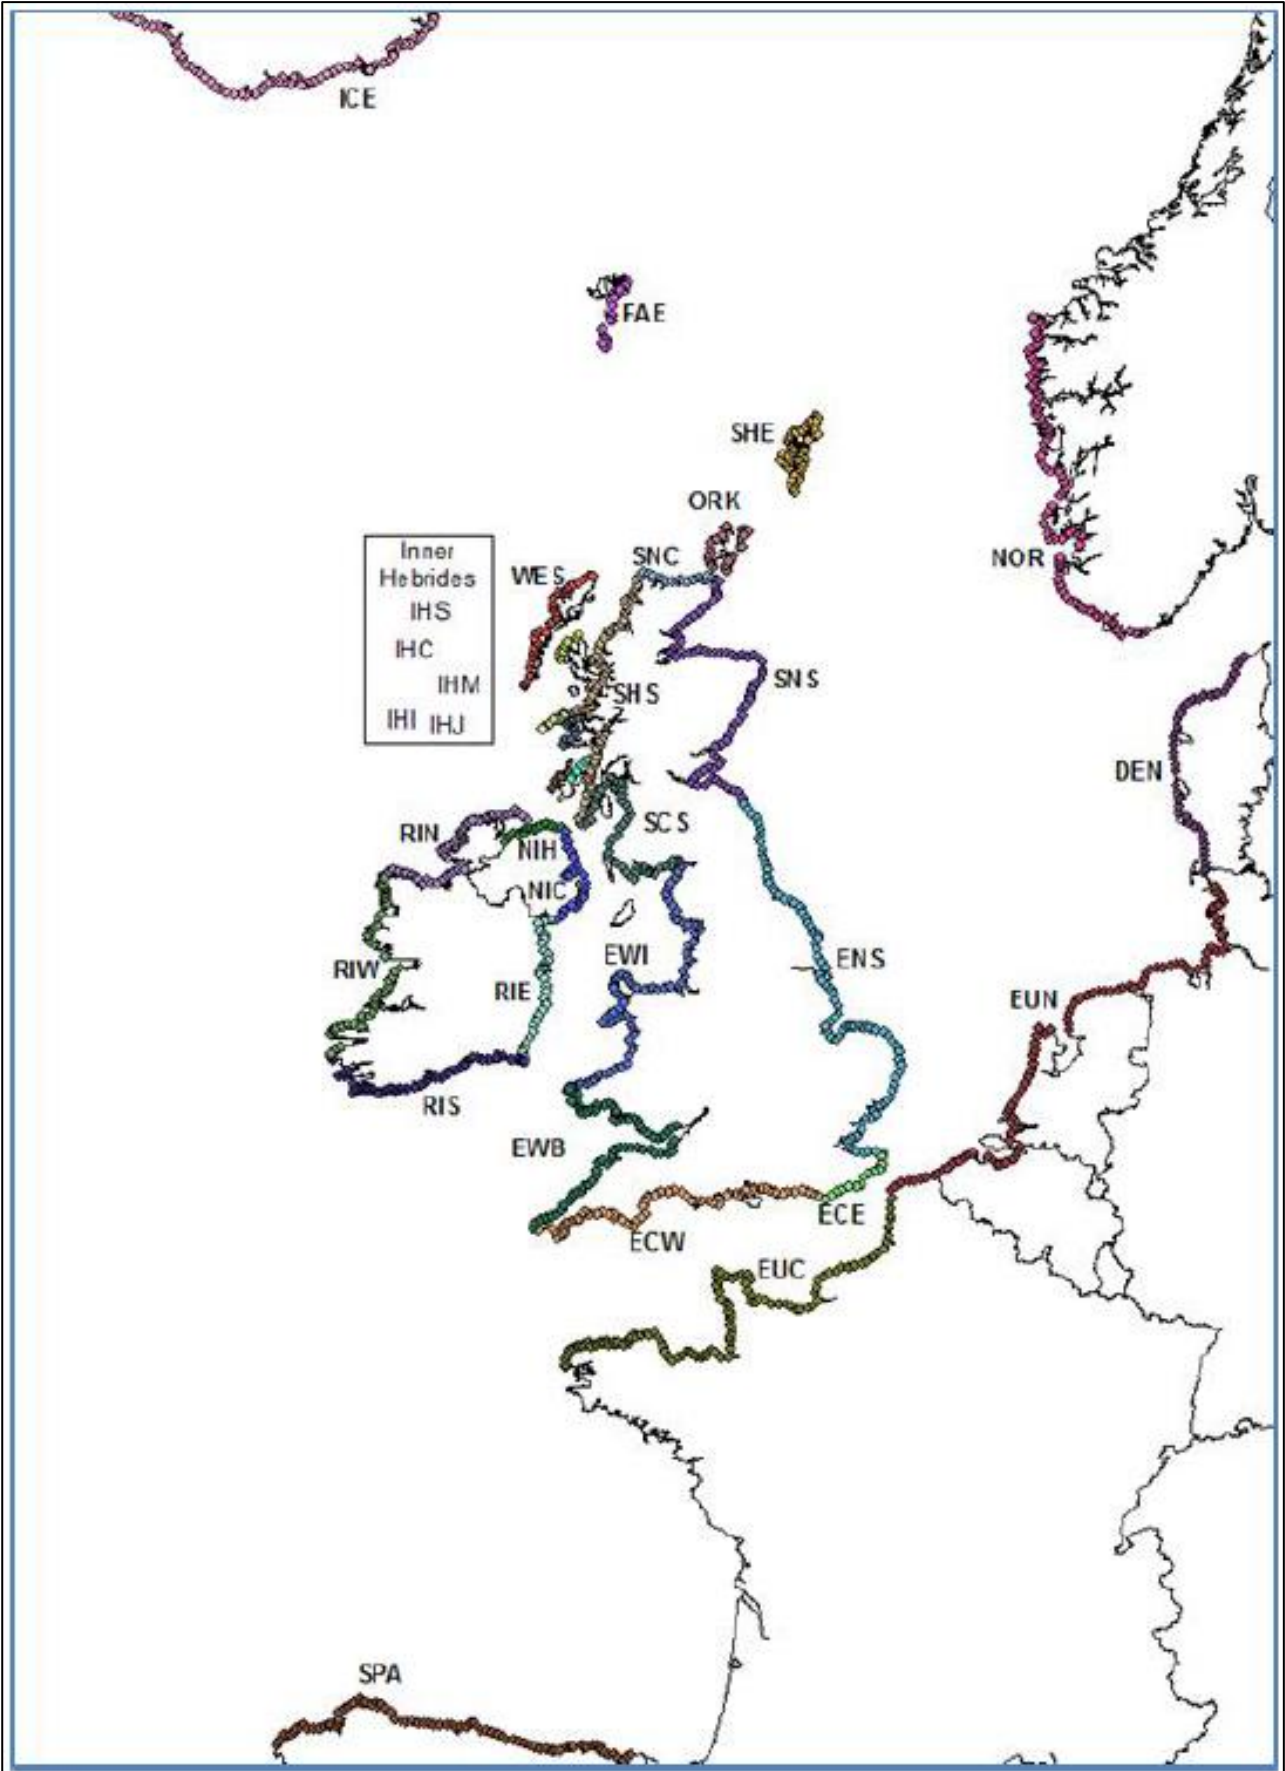 ICE
FAE
SHE
ORK
SNC
NOR
WES
Inner
Hebrides
IHS
IHC
IHM
IHI IHJ
SHS
SNS
DEN
SCS
RIN
NIH
NIC
EWI
ENS
RIW
RIE
EUN
RIS
EWB
ECE
ECW
EUC
SPA